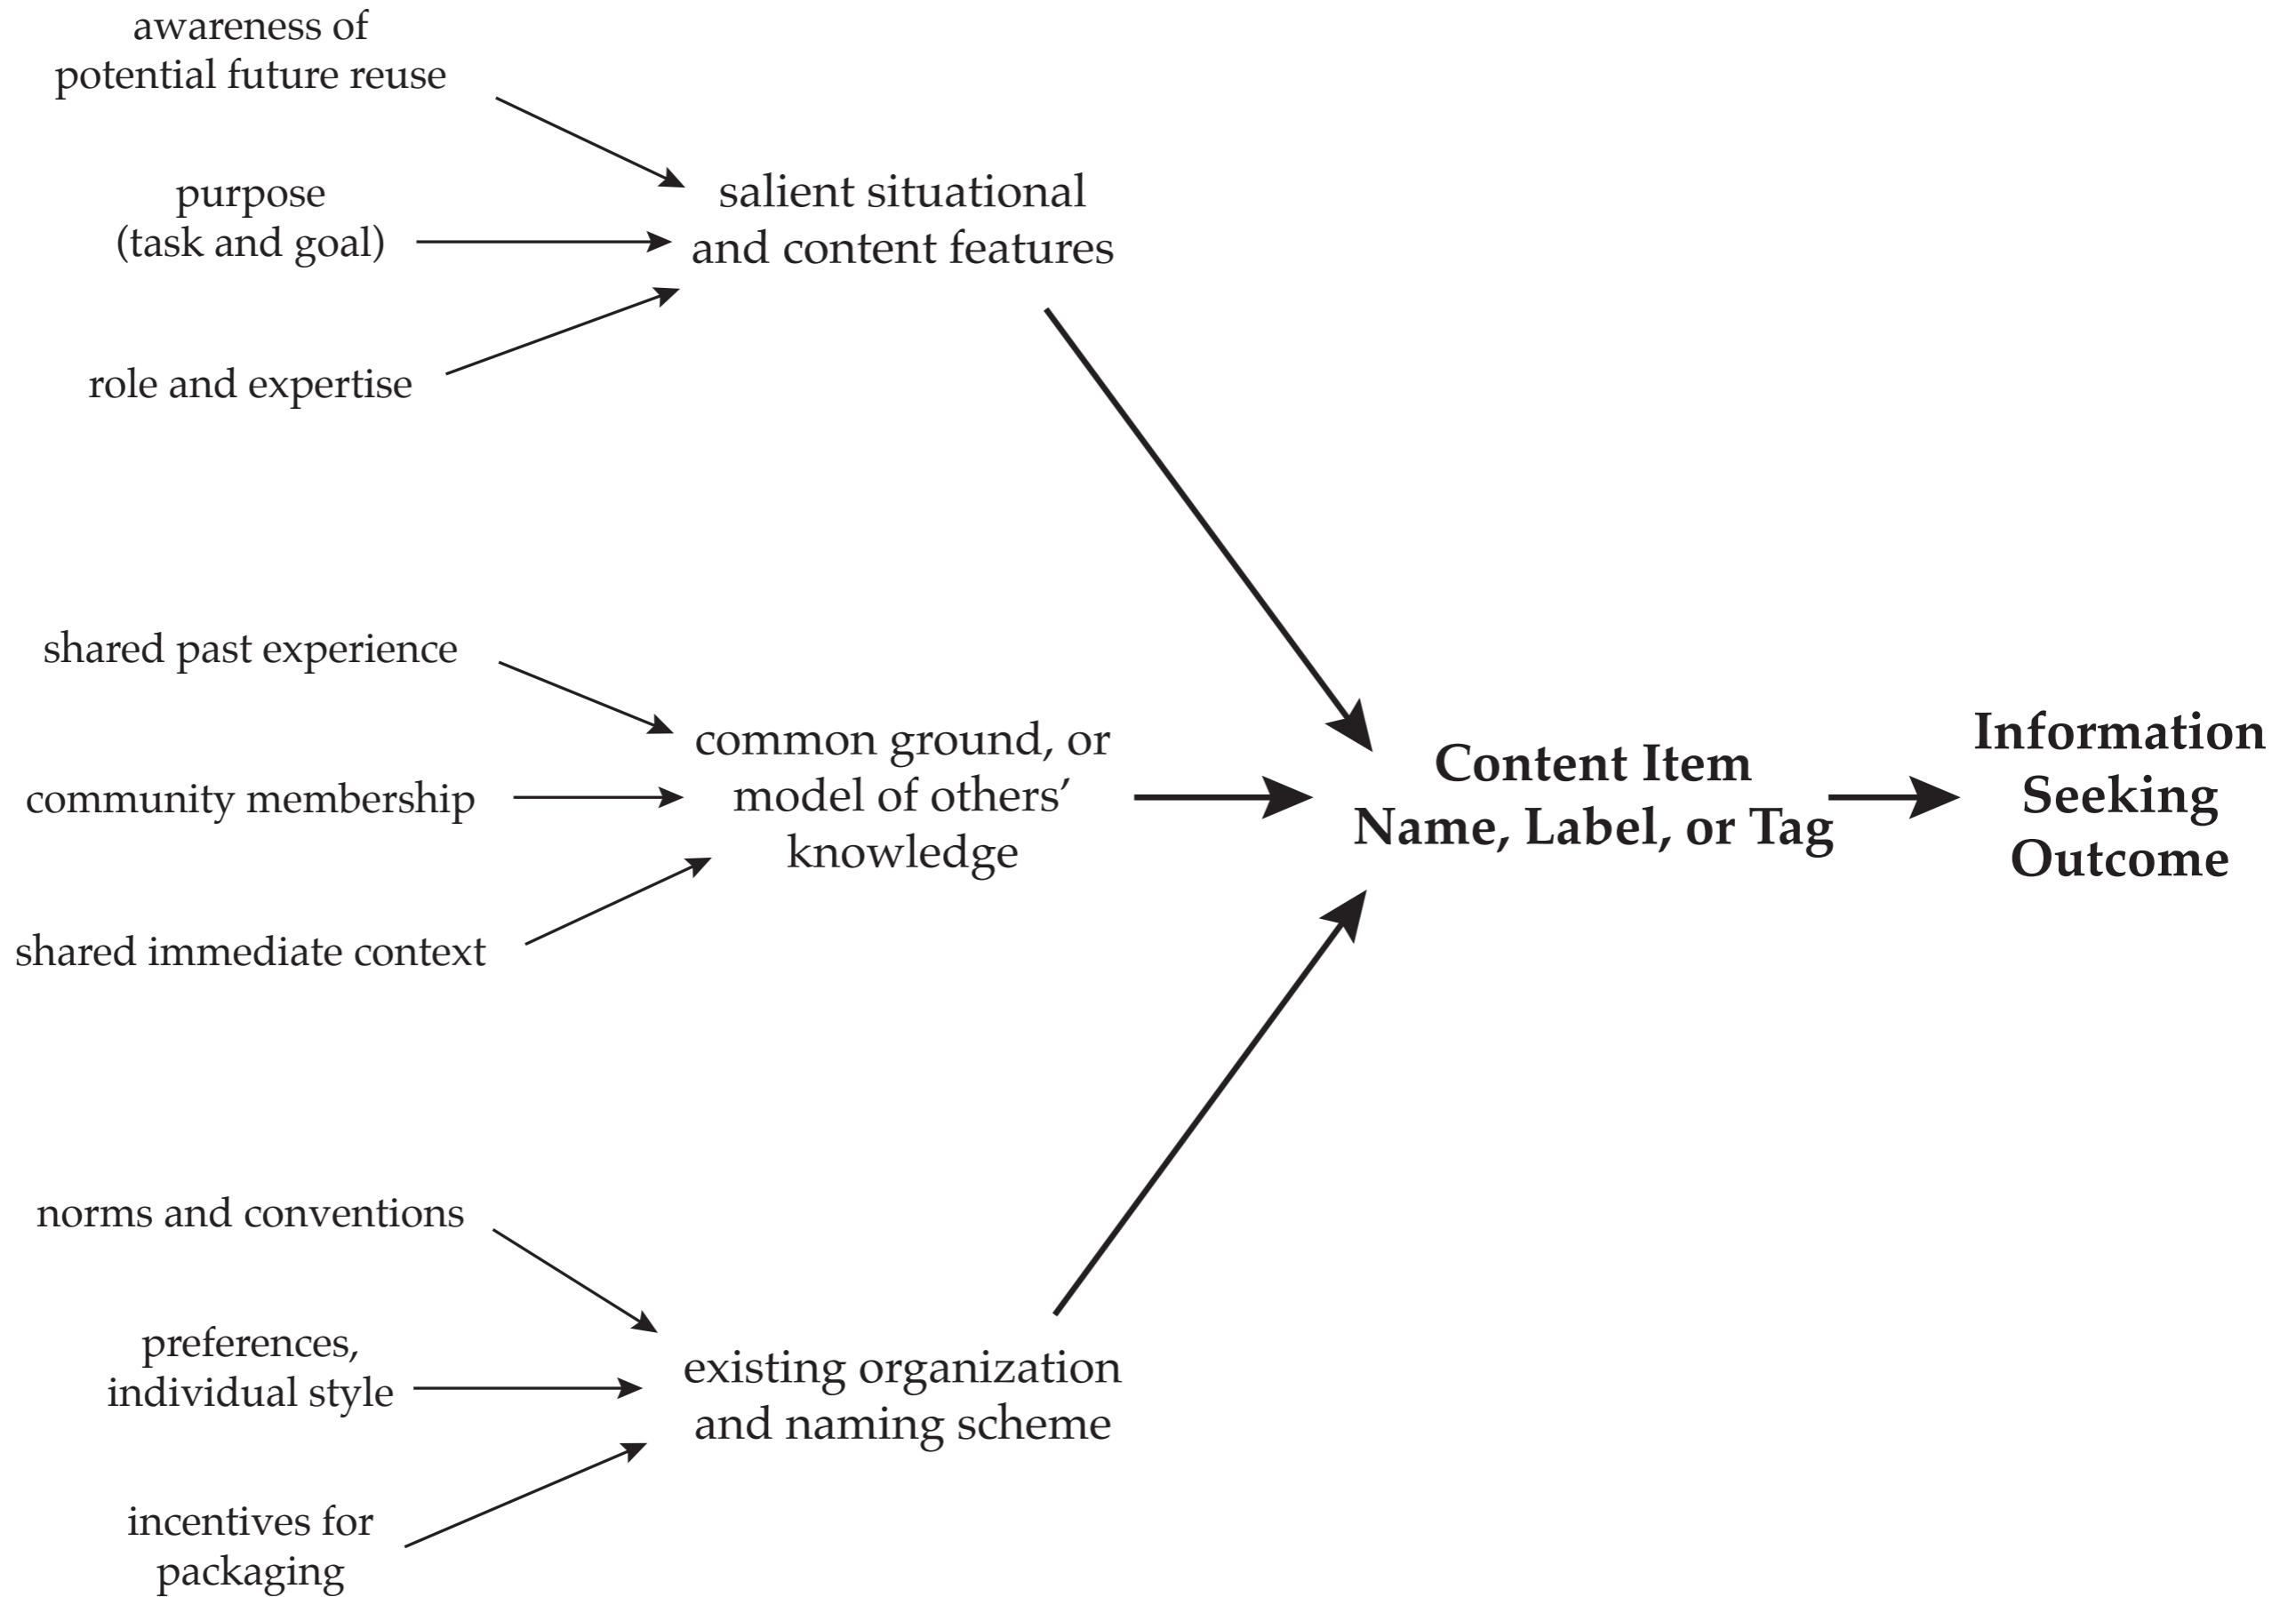 awareness of
potential future reuse
purpose
(task and goal)
role and expertise
salient situational
and content features
shared past experience
community membership
shared immediate context
common ground, or
model of others’
knowledge
norms and conventions
preferences,
individual style
incentives for
packaging
existing organization
and naming scheme
Content Item
Name, Label, or Tag
Information
Seeking
Outcome